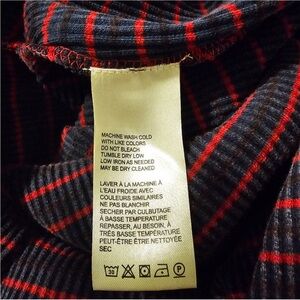 MACHINE WASH COLD
WITH LIKE COLORS
DO NOT BLEACH
TUMBLE DRY LOW
LOW IRON AS NEEDED
MAY BE DRY CLEANED
LAVER À LA MACHINE À
L'EAU FROIDE AVEC
COULEURS SIMILAIRES
NE PAS BLANCHIR
SÉCHER PAR CULBUTAGE
À BASSE TEMPÉRATURE
REPASSER, AU BESOIN, À
TRÈS BASSE TEMPÉRATURE
PEUT-ÊTRE ÊTRE NETTOYÉE
SEC
30
P